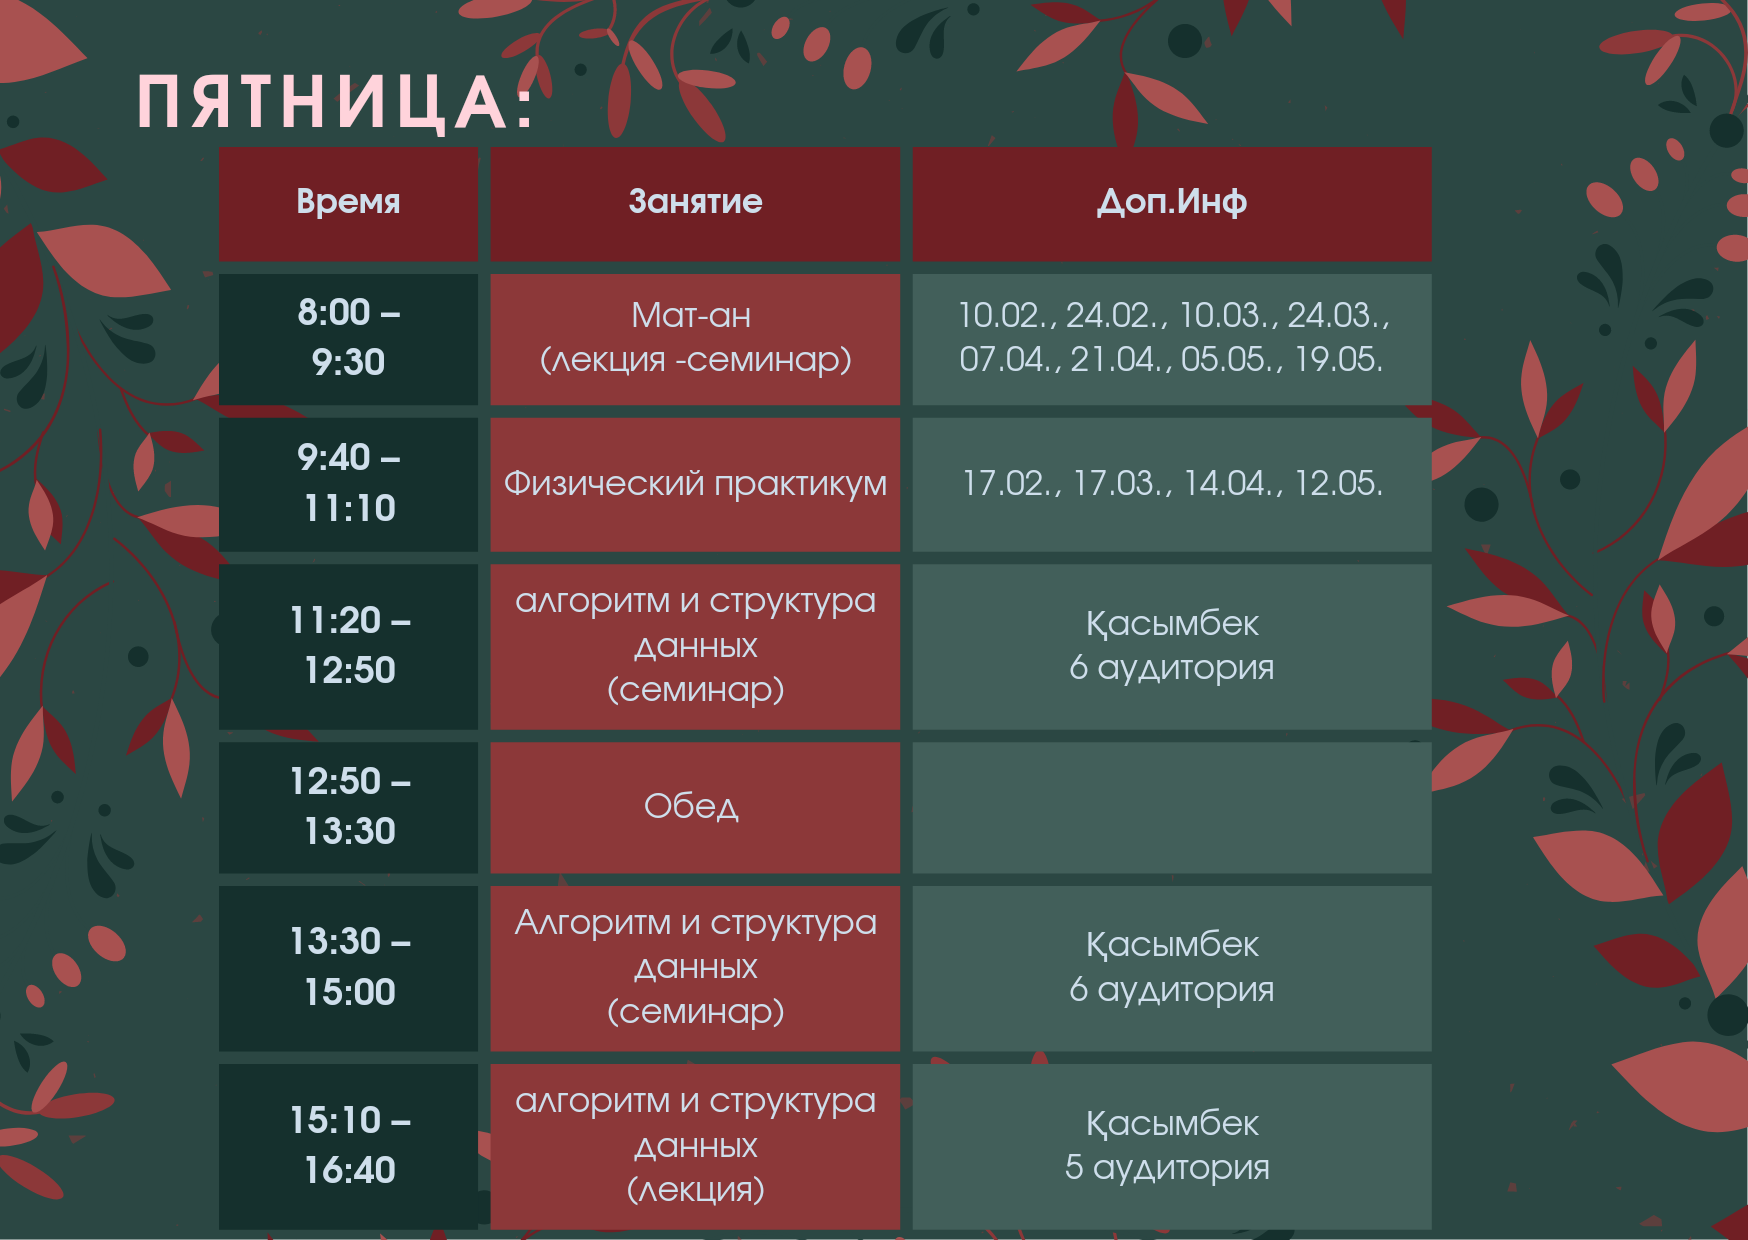 ПЯТНИЦА:
Время
Занятие
Доп.Инф
8:00 –
9:30
Мат-ан
(лекция -семинар)
10.02., 24.02., 10.03., 24.03.,
07.04., 21.04., 05.05., 19.05.
9:40 –
11:10
Физический практикум
17.02., 17.03., 14.04., 12.05.
11:20 –
12:50
алгоритм и структура
данных
(семинар)
Қасымбек
6 аудитория
12:50 –
13:30
Обед
13:30 –
15:00
Алгоритм и структура
данных
(семинар)
Қасымбек
6 аудитория
15:10 –
16:40
алгоритм и структура
данных
(лекция)
Қасымбек
5 аудитория